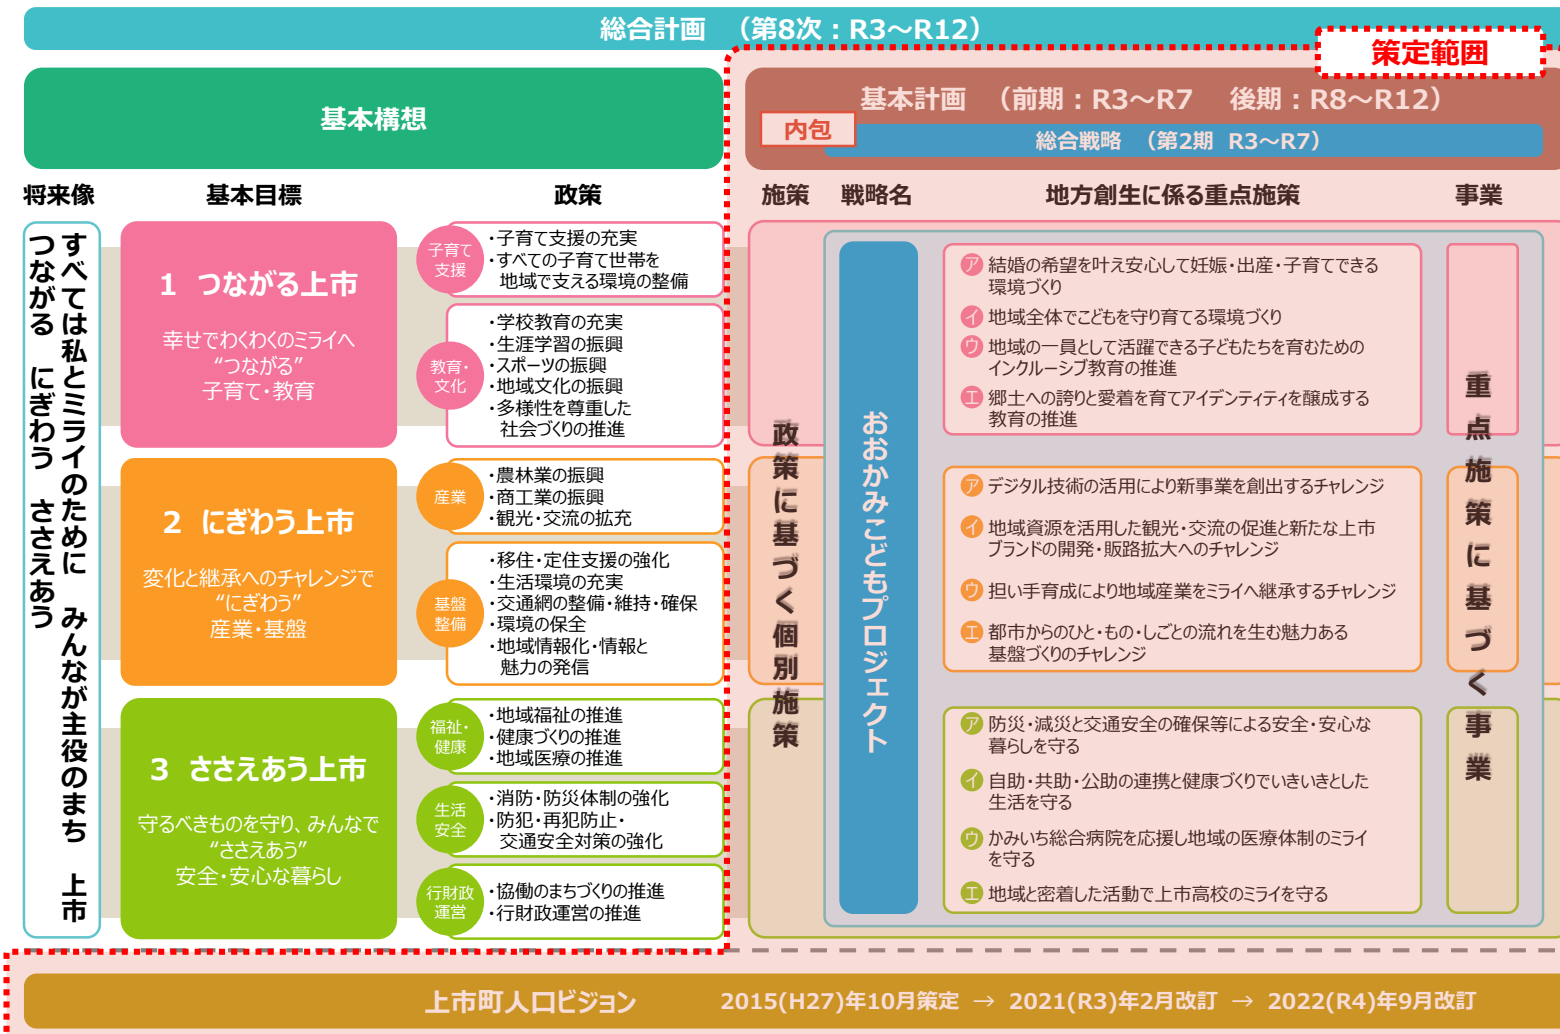 総合計画　（第8次：R3～R12）
策定範囲
基本構想
基本計画　（前期：R3～R7　後期：R8～R12）
内包
総合戦略　（第2期 R3～R7）
将来像
基本目標
政策
施策
戦略名
地方創生に係る重点施策
事業
すべては私とミライのために　みんなが主役のまち　上市
つながる　にぎわう　ささえあう
1　つながる上市
幸せでわくわくのミライへ
“つながる”
子育て・教育
子育て
支援
・子育て支援の充実
・すべての子育て世帯を
地域で支える環境の整備
教育・
文化
・学校教育の充実
・生涯学習の振興
・スポーツの振興
・地域文化の振興
・多様性を尊重した
社会づくりの推進
2　にぎわう上市
変化と継承へのチャレンジで
“にぎわう”
産業・基盤
産業
・農林業の振興
・商工業の振興
・観光・交流の拡充
基盤
整備
・移住・定住支援の強化
・生活環境の充実
・交通網の整備・維持・確保
・環境の保全
・地域情報化・情報と
魅力の発信
3　ささえあう上市
守るべきものを守り、みんなで
“ささえあう”
安全・安心な暮らし
福祉・
健康
・地域福祉の推進
・健康づくりの推進
・地域医療の推進
生活
安全
・消防・防災体制の強化
・防犯・再犯防止・
交通安全対策の強化
行財政
運営
・協働のまちづくりの推進
・行財政運営の推進
政策に基づく個別施策
おおかみこどもプロジェクト
ア 結婚の希望を叶え安心して妊娠・出産・子育てできる
環境づくり
イ 地域全体でこどもを守り育てる環境づくり
ウ 地域の一員として活躍できる子どもたちを育むための
インクルーシブ教育の推進
エ 郷土への誇りと愛着を育てアイデンティティを醸成する
教育の推進
ア デジタル技術の活用により新事業を創出するチャレンジ
イ 地域資源を活用した観光・交流の促進と新たな上市
ブランドの開発・販路拡大へのチャレンジ
ウ 担い手育成により地域産業をミライへ継承するチャレンジ
エ 都市からのひと・もの・しごとの流れを生む魅力ある
基盤づくりのチャレンジ
ア 防災・減災と交通安全の確保等による安全・安心な
暮らしを守る
イ 自助・共助・公助の連携と健康づくりでいきいきとした
生活を守る
ウ かみいち総合病院を応援し地域の医療体制のミライ
を守る
エ 地域と密着した活動で上市高校のミライを守る
重点施策に基づく事業
上市町人口ビジョン　2015(H27)年10月策定 → 2021(R3)年2月改訂 → 2022(R4)年9月改訂